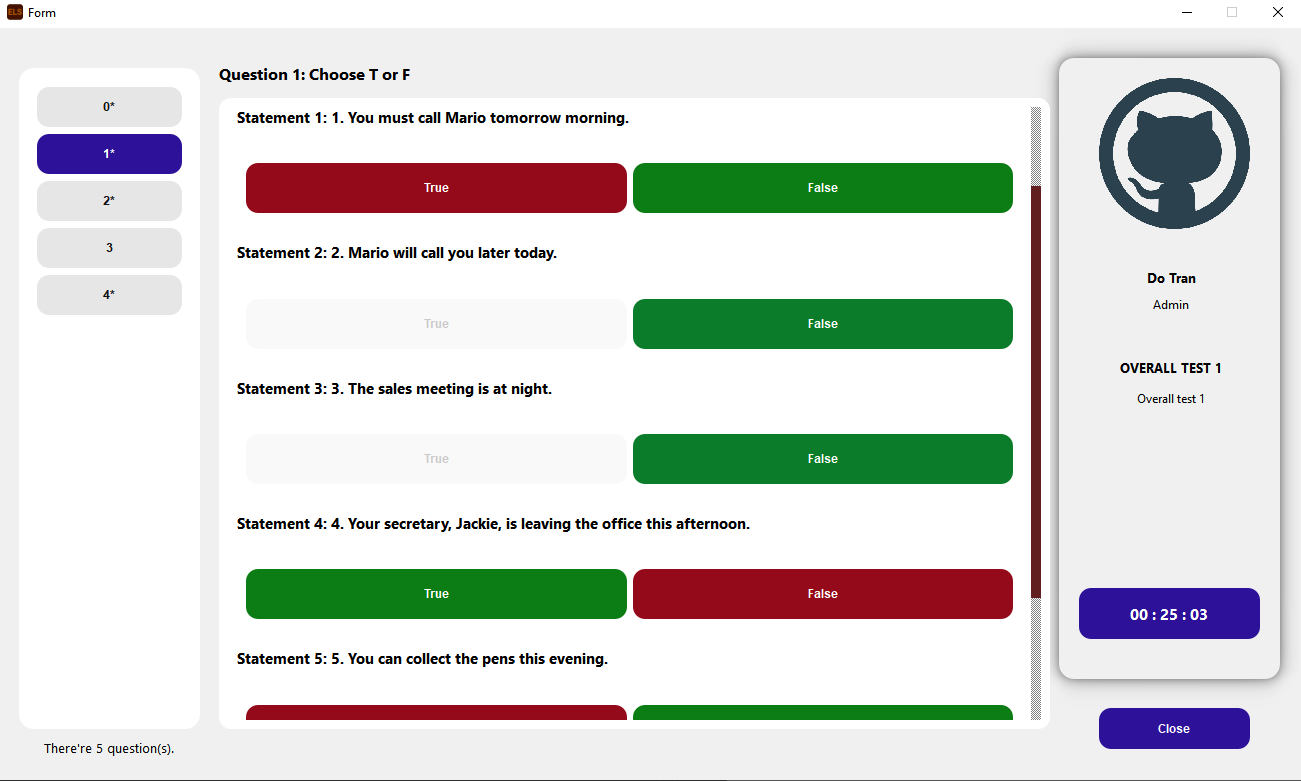 ELS Form
0*
1*
2*
3
4*
There're 5 question(s).
Question 1: Choose T or F
Statement 1: 1. You must call Mario tomorrow morning.
True False
Statement 2: 2. Mario will call you later today.
True False
Statement 3: 3. The sales meeting is at night.
True False
Statement 4: 4. Your secretary, Jackie, is leaving the office this afternoon.
True False
Statement 5: 5. You can collect the pens this evening.
Do Tran
Admin
OVERALL TEST 1
Overall test 1
00 : 25 : 03
Close